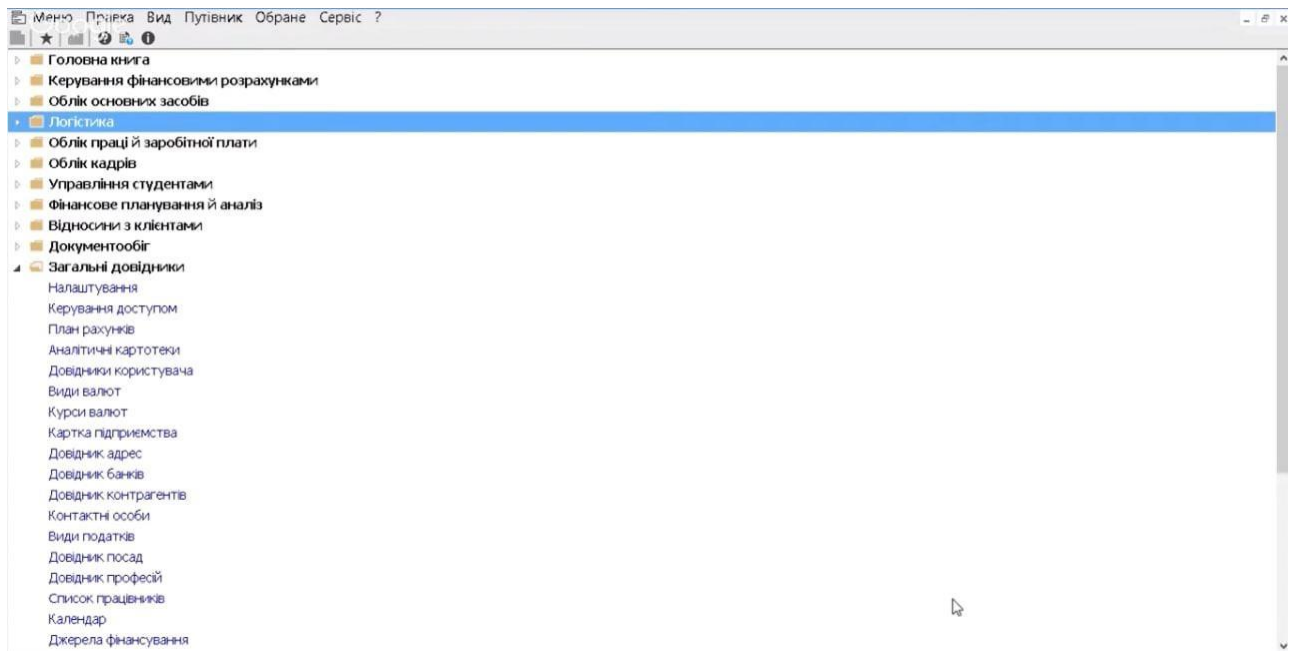 Меню Правка Вид Путівник Обране Сервіс ?
Головна книга
Керування фінансовими розрахунками
Облік основних засобів
Логістика
Облік праці й заробітної плати
Облік кадрів
Управління студентами
Фінансове планування й аналіз
Відносини з клієнтами
Документообіг
Загальні довідники
Налаштування
Керування доступом
План рахунків
Аналітичні картотеки
Довідники користувача
Види валют
Курси валют
Картка підприємства
Довідник адрес
Довідник банків
Довідник контрагентів
Контактні особи
Види податків
Довідник посад
Довідник професій
Список працівників
Календар
Джерела фінансування